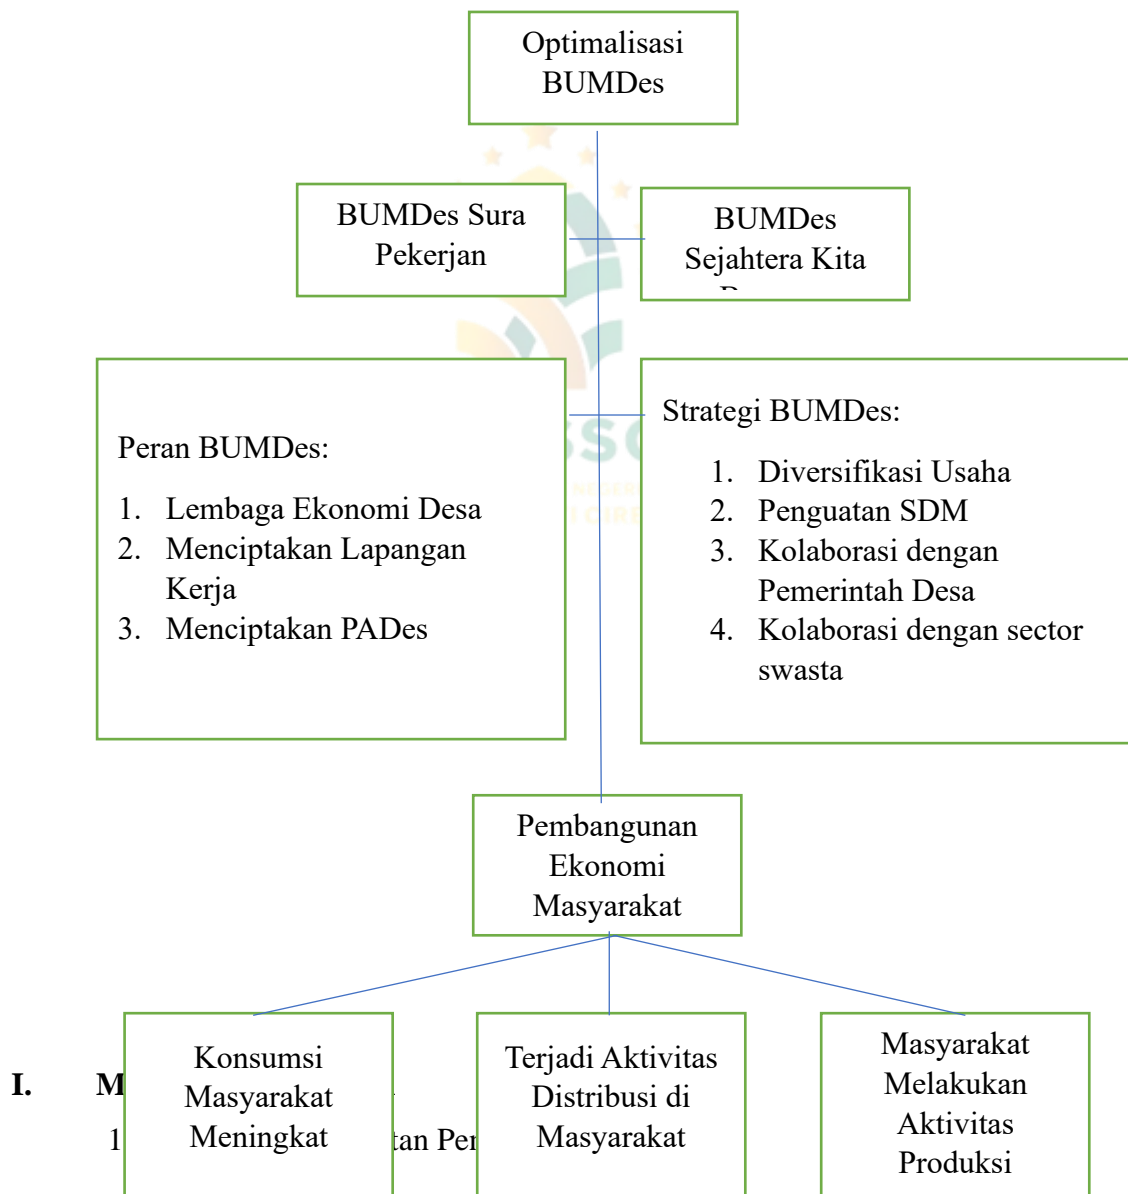 Optimalisasi
BUMDes
BUMDes Sura
Pekerjan
BUMDes
Sejahtera Kita
Peran BUMDes:
1. Lembaga Ekonomi Desa
2. Menciptakan Lapangan
Kerja
3. Menciptakan PADes
Strategi BUMDes:
1. Diversifikasi Usaha
2. Penguatan SDM
3. Kolaborasi dengan
Pemerintah Desa
4. Kolaborasi dengan sector
swasta
Pembangunan
Ekonomi
Masyarakat
Konsumsi
Masyarakat
Meningkat
Terjadi Aktivitas
Distribusi di
Masyarakat
Masyarakat
Melakukan
Aktivitas
Produksi
I. M
1